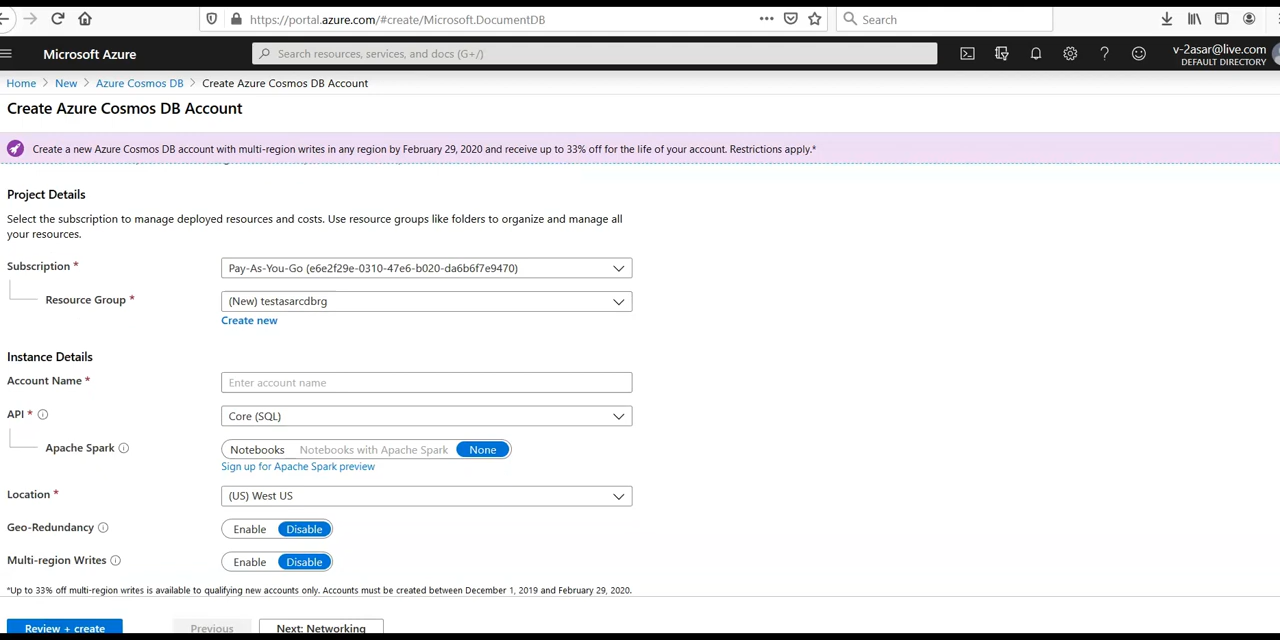 https://portal.azure.com/#create/Microsoft.DocumentDB
Search
Microsoft Azure
Search resources, services, and docs (G+/)
v-2asar@live.com
DEFAULT DIRECTORY
Home > New > Azure Cosmos DB > Create Azure Cosmos DB Account
Create Azure Cosmos DB Account
Create a new Azure Cosmos DB account with multi-region writes in any region by February 29, 2020 and receive up to 33% off for the life of your account. Restrictions apply.*
Project Details
Select the subscription to manage deployed resources and costs. Use resource groups like folders to organize and manage all
your resources.
Subscription *
Pay-As-You-Go (e6e2f29e-0310-47e6-b020-da6b6f7e9470)
Resource Group *
(New) testasarcdbrg
Create new
Instance Details
Account Name *
Enter account name
API *
Core (SQL)
Apache Spark
Notebooks Notebooks with Apache Spark None
Sign up for Apache Spark preview
Location *
(US) West US
Geo-Redundancy
Enable Disable
Multi-region Writes
Enable Disable
*Up to 33% off multi-region writes is available to qualifying new accounts only. Accounts must be created between December 1, 2019 and February 29, 2020.
Review + create Previous Next: Networking